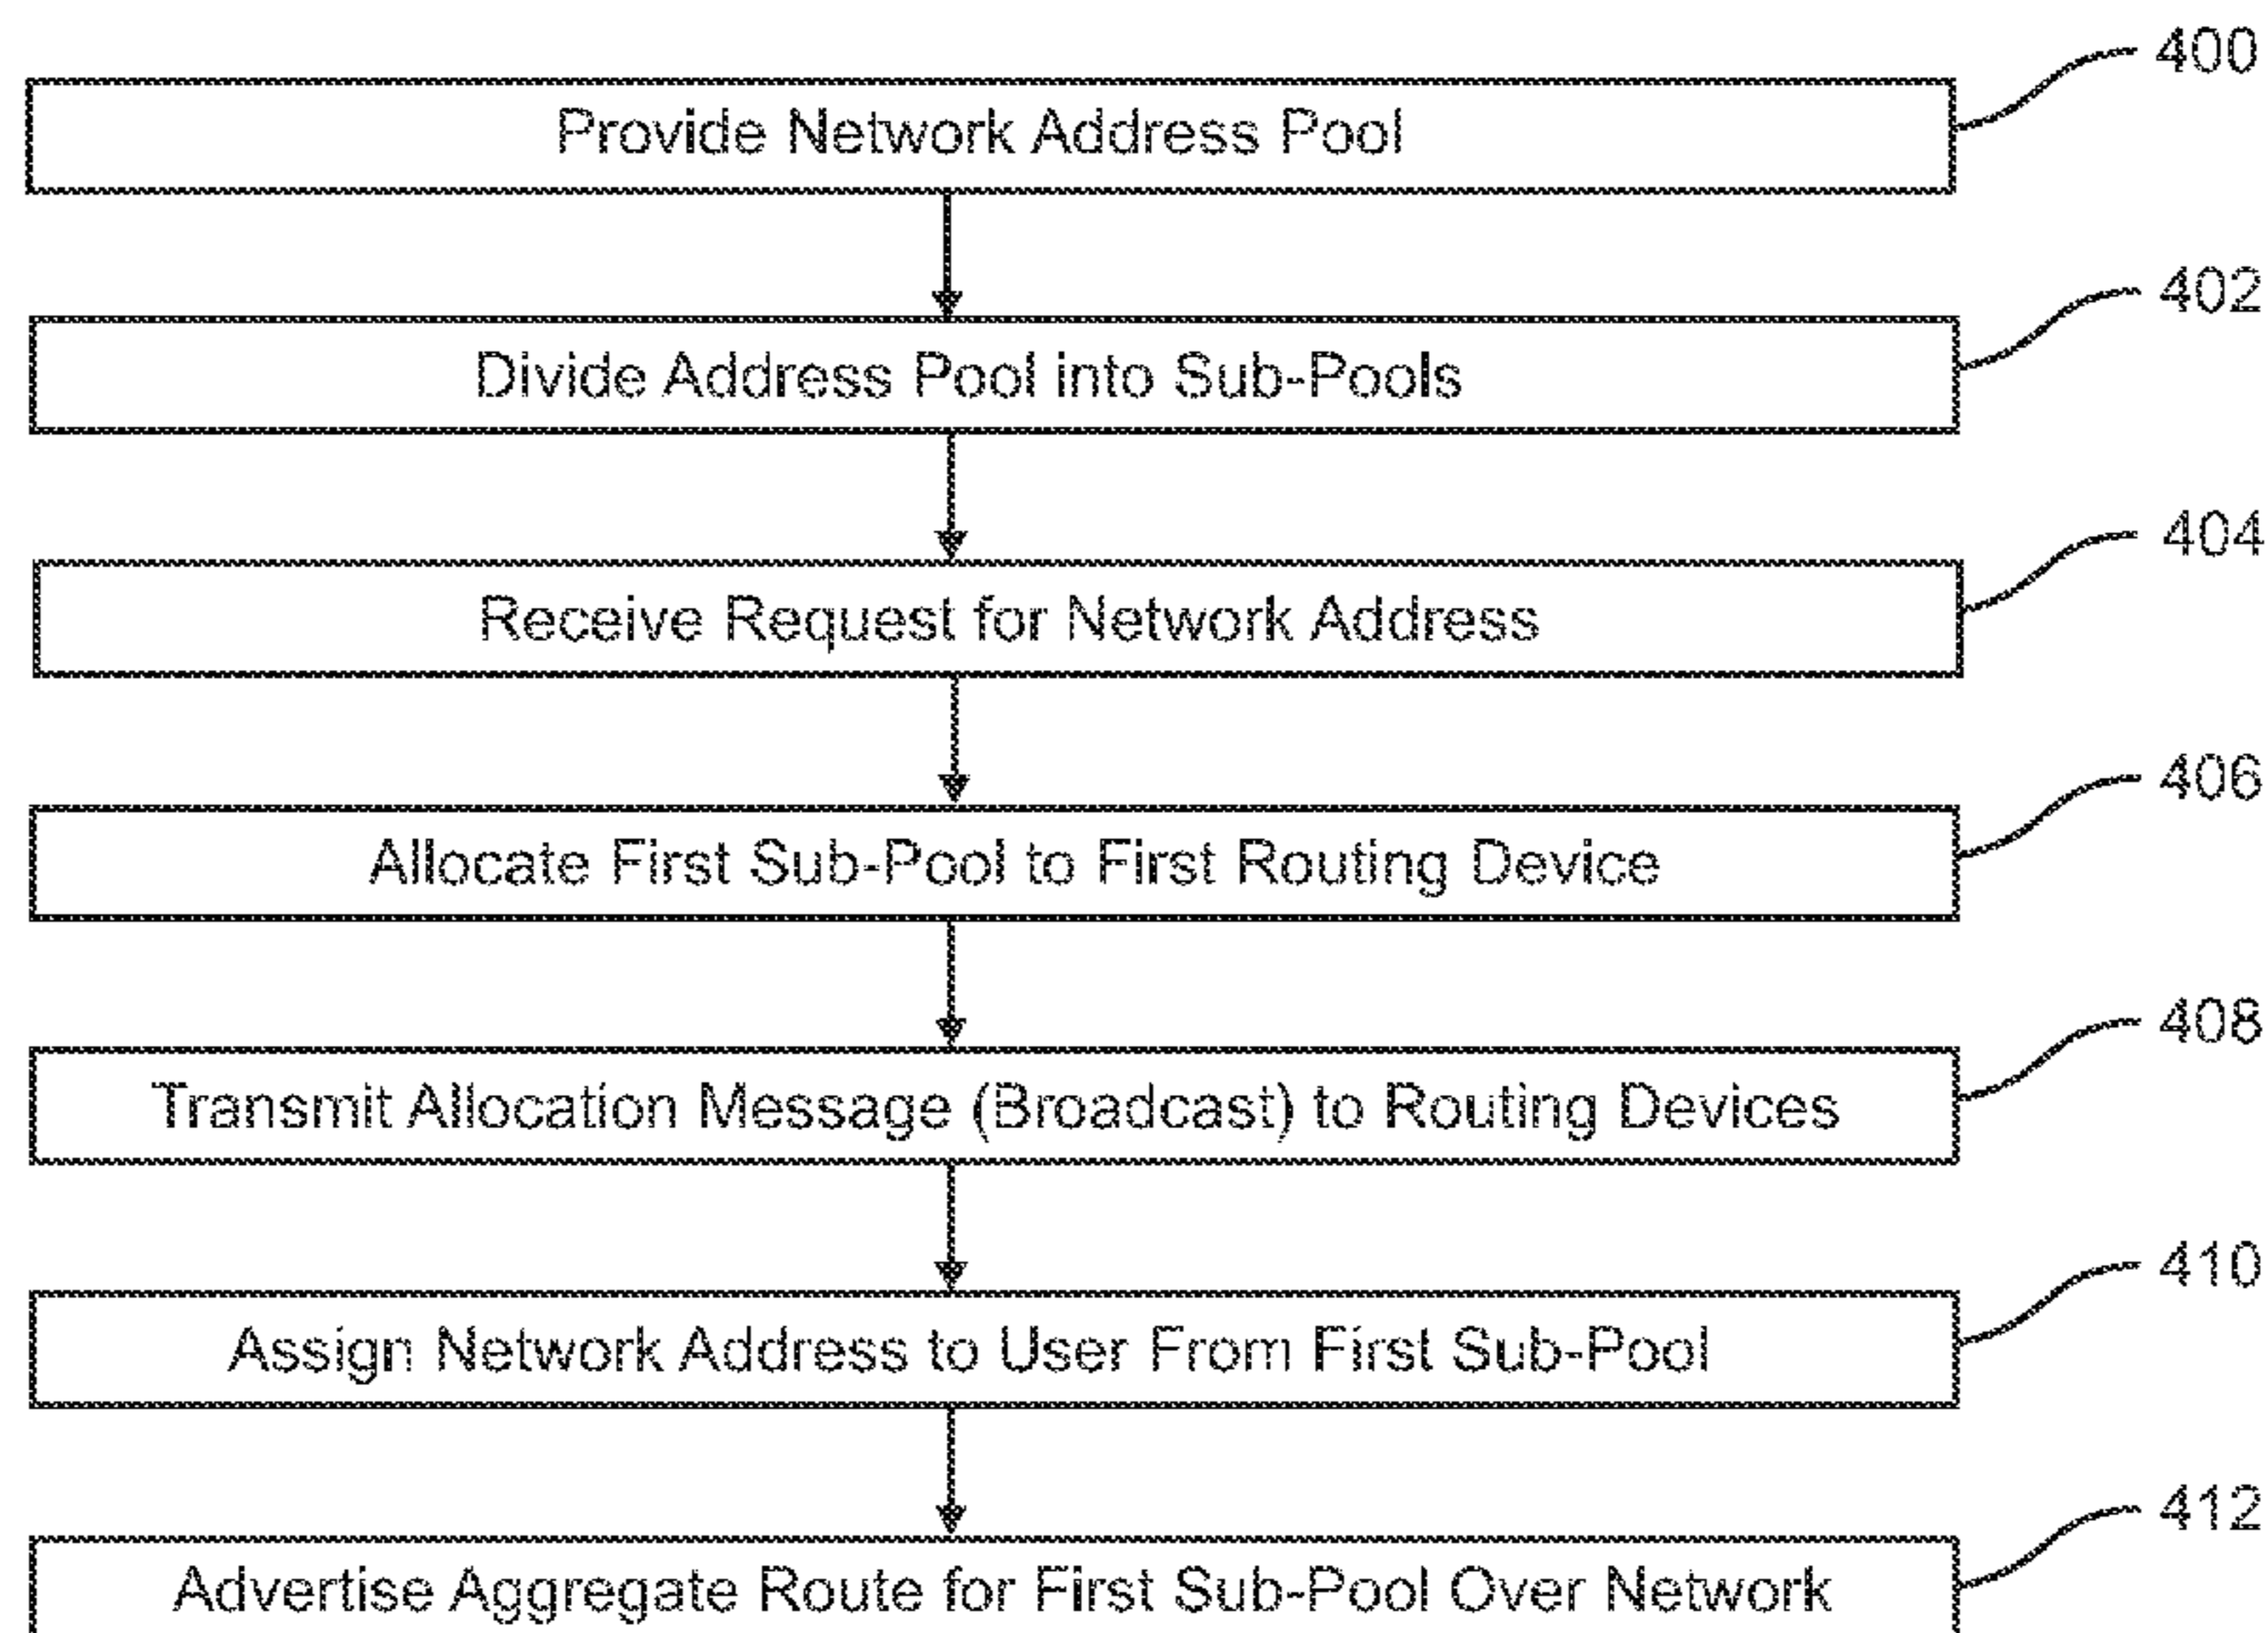 400
Provide Network Address Pool
402
Divide Address Pool into Sub-Pools
404
Receive Request for Network Address
406
Allocate First Sub-Pool to First Routing Device
408
Transmit Allocation Message (Broadcast) to Routing Devices
410
Assign Network Address to User From First Sub-Pool
412
Advertise Aggregate Route for First Sub-Pool Over Network